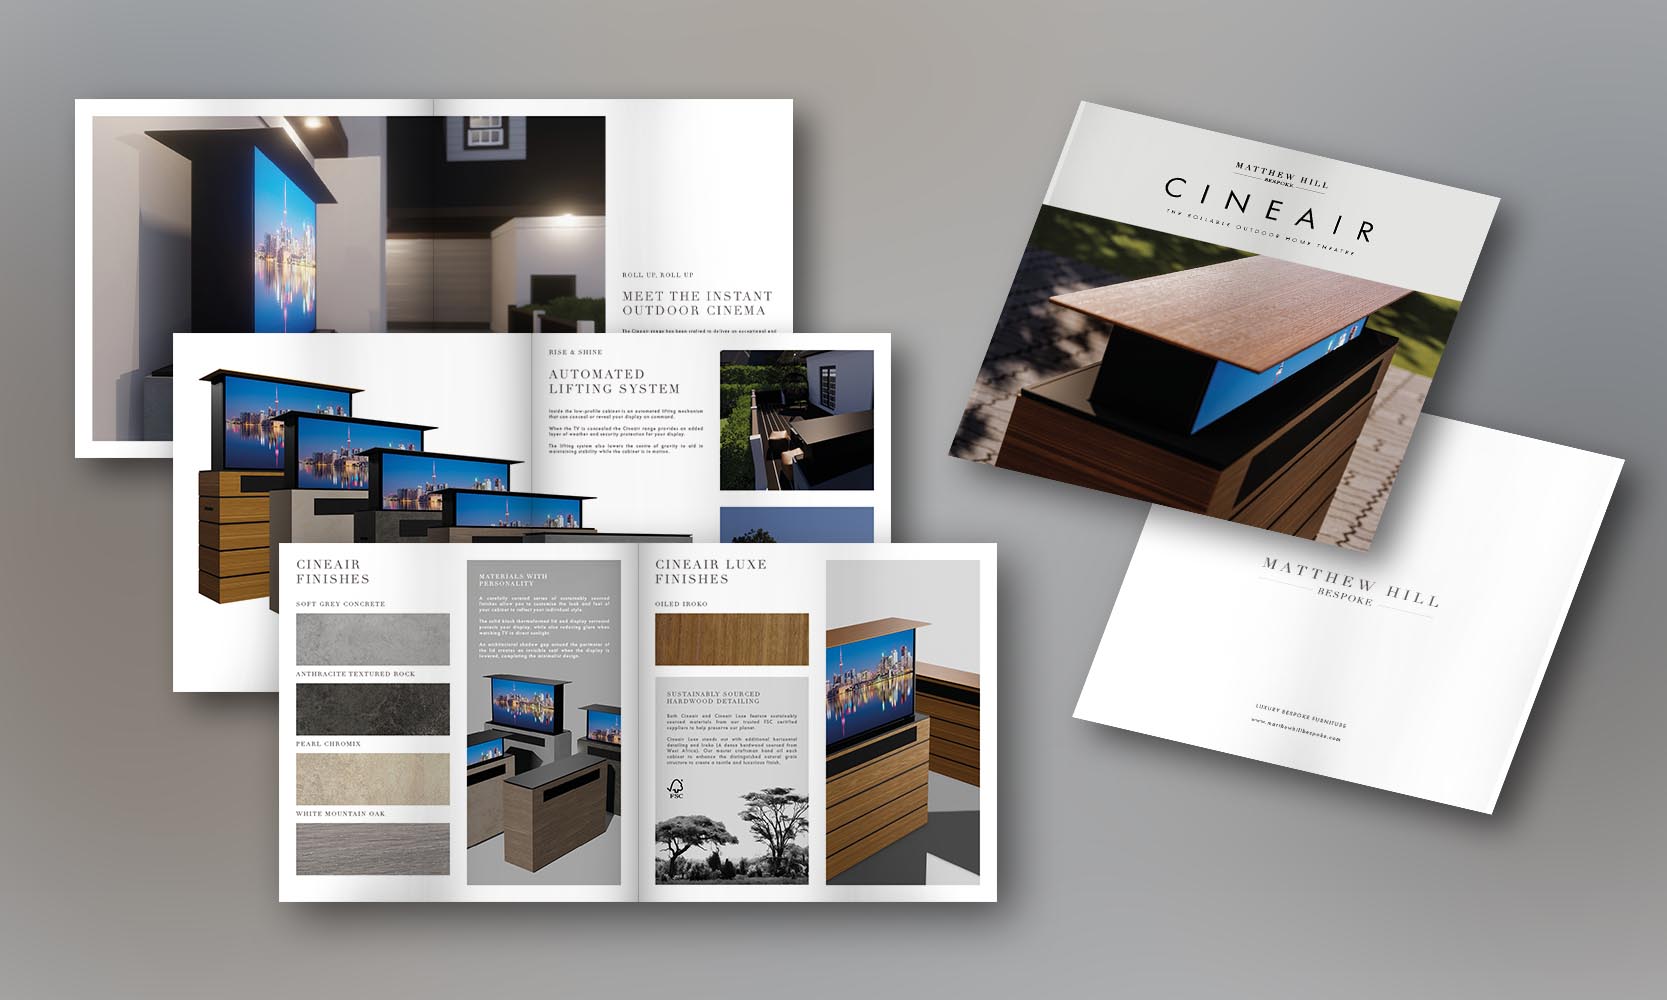 ROLL UP, ROLL UP
MEET THE INSTANT
OUTDOOR CINEMA
The Cineair range has been crafted to deliver an exceptional and
RISE & SHINE
AUTOMATED
LIFTING SYSTEM
Inside the low-profile cabinet is an automated lifting mechanism
that can conceal or reveal your display on command.
When the TV is concealed the Cineair range provides an added
layer of weather and security protection for your display.
The lifting system also lowers the centre of gravity to aid in
maintaining stability while the cabinet is in motion.
CINEAIR
FINISHES
SOFT GREY CONCRETE
ANTHRACITE TEXTURED ROCK
PEARL CHROMIX
WHITE MOUNTAIN OAK
MATERIALS WITH
PERSONALITY
A carefully curated series of sustainably sourced
finishes allow you to customise the look and feel of
your cabinet to reflect your individual style.
The solid black thermoformed lid and display surround
protects your display, while also reducing glare when
watching TV in direct sunlight.
An architectural shadow gap around the perimeter of
the lid creates an invisible seal when the display is
lowered, completing the minimalist design.
CINEAIR LUXE
FINISHES
OILED IROKO
SUSTAINABLY SOURCED
HARDWOOD DETAILING
Both Cineair and Cineair Luxe feature sustainably
sourced materials from our trusted FSC certified
suppliers to help preserve our planet.
Cineair Luxe stands out with additional horizontal
detailing and Iroko (A dense hardwood sourced from
West Africa). Our master craftsmen hand oil each
cabinet to enhance the distinguished natural grain
structure to create a tactile and luxurious finish.
FSC
MATTHEW HILL
BESPOKE
CINEAIR
THE ROLLABLE OUTDOOR HOME THEATRE
MATTHEW HILL
BESPOKE
LUXURY BESPOKE FURNITURE
www.matthewhillbespoke.com